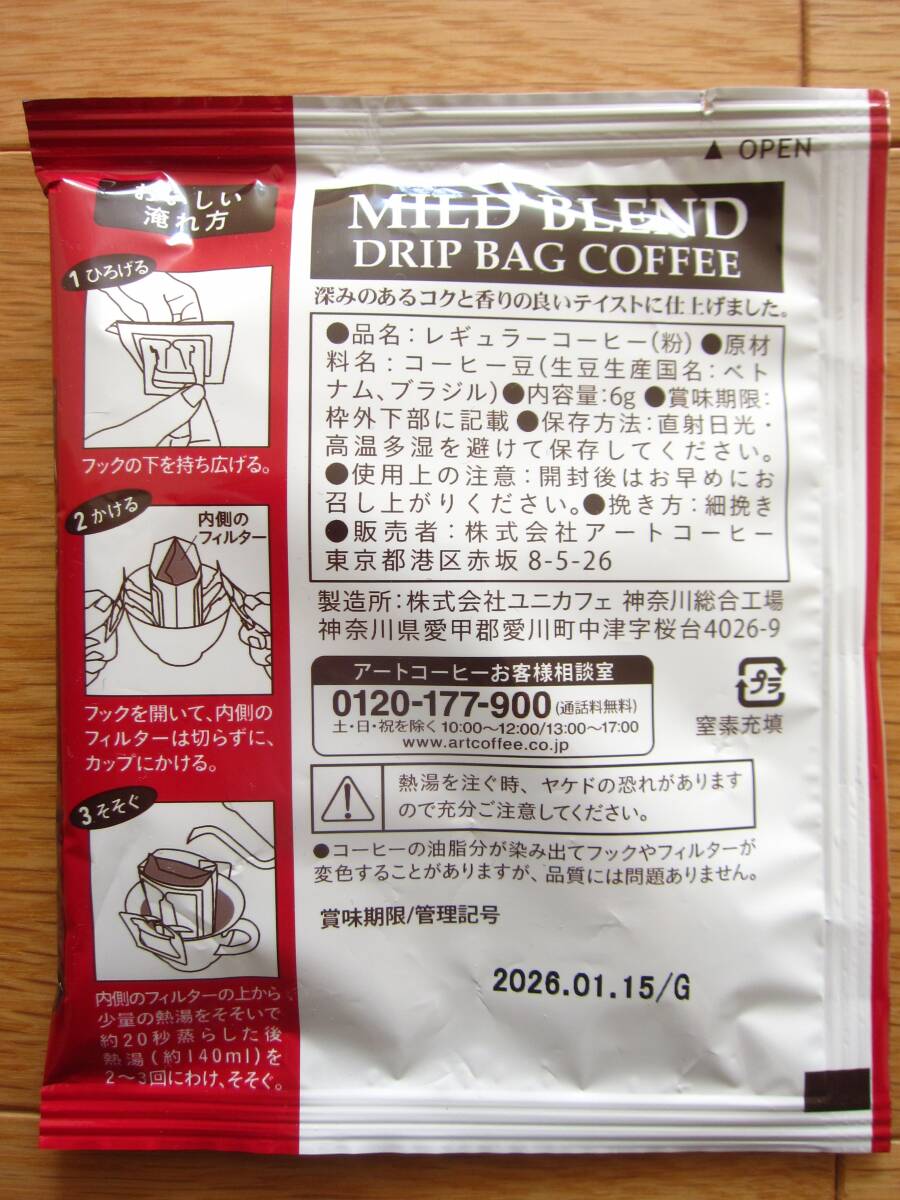 ▲ OPEN
おいしい
淹れ方
1 ひろげる
フックの下を持ち広げる。
2 かける
内側の
フィルター
フックを開いて、内側の
フィルターは切らずに、
カップにかける。
3 そそぐ
内側のフィルターの上から
少量の熱湯をそそいで
約20秒蒸らした後
熱湯(約140ml)を
2〜3回にわけ、そそぐ。
MILD BLEND
DRIP BAG COFFEE
深みのあるコクと香りの良いテイストに仕上げました。
●品名:レギュラーコーヒー(粉) ●原材
料名:コーヒー豆(生豆生産国名:ベト
ナム、ブラジル)●内容量:6g ●賞味期限:
枠外下部に記載 ●保存方法:直射日光・
高温多湿を避けて保存してください。
●使用上の注意:開封後はお早めにお
召し上がりください。●挽き方:細挽き
●販売者:株式会社アートコーヒー
東京都港区赤坂 8-5-26
製造所:株式会社ユニカフェ 神奈川総合工場
神奈川県愛甲郡愛川町中津字桜台4026-9
アートコーヒーお客様相談室
0120-177-900 (通話料無料)
土・日・祝を除く 10:00〜12:00/13:00〜17:00
www.artcoffee.co.jp
プラ
窒素充填
熱湯を注ぐ時、ヤケドの恐れがあります
ので充分ご注意してください。
●コーヒーの油脂分が染み出てフックやフィルターが
変色することがありますが、品質には問題ありません。
賞味期限/管理記号
2026.01.15/G